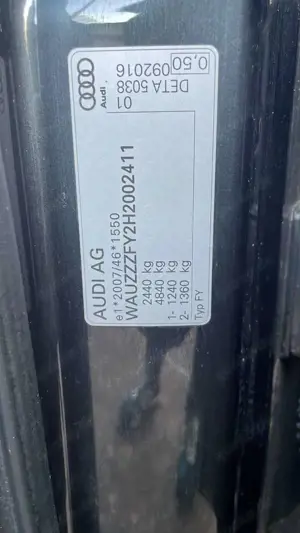 AUDI AG
e1*2007/46*1550
WAUZZZFY2H2002411
2440 kg
4840 kg
1- 1240 kg
2- 1360 kg
Typ FY
Audi
01
DETA 5038
092016
0,50